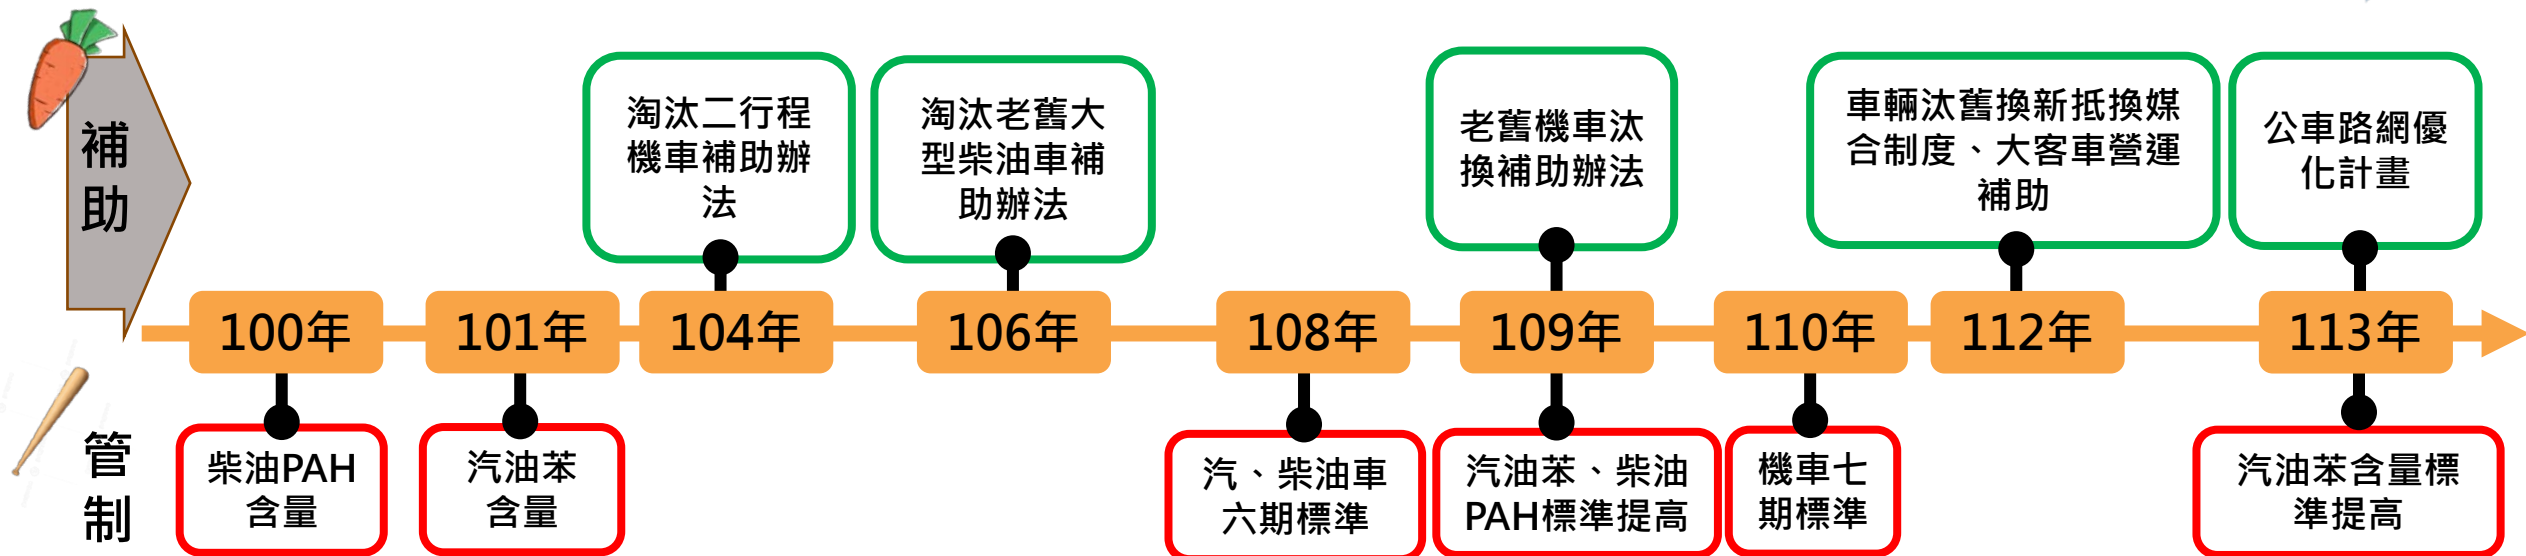 補
助
淘汰二行程
機車補助辦
法
淘汰老舊大
型柴油車補
助辦法
老舊機車汰
換補助辦法
車輛汰舊換新抵換媒
合制度、大客車營運
補助
公車路網優
化計畫
100年
101年
104年
106年
108年
109年
110年
112年
113年
管
制
柴油PAH
含量
汽油苯
含量
汽、柴油車
六期標準
汽油苯、柴油
PAH標準提高
機車七
期標準
汽油苯含量標
準提高